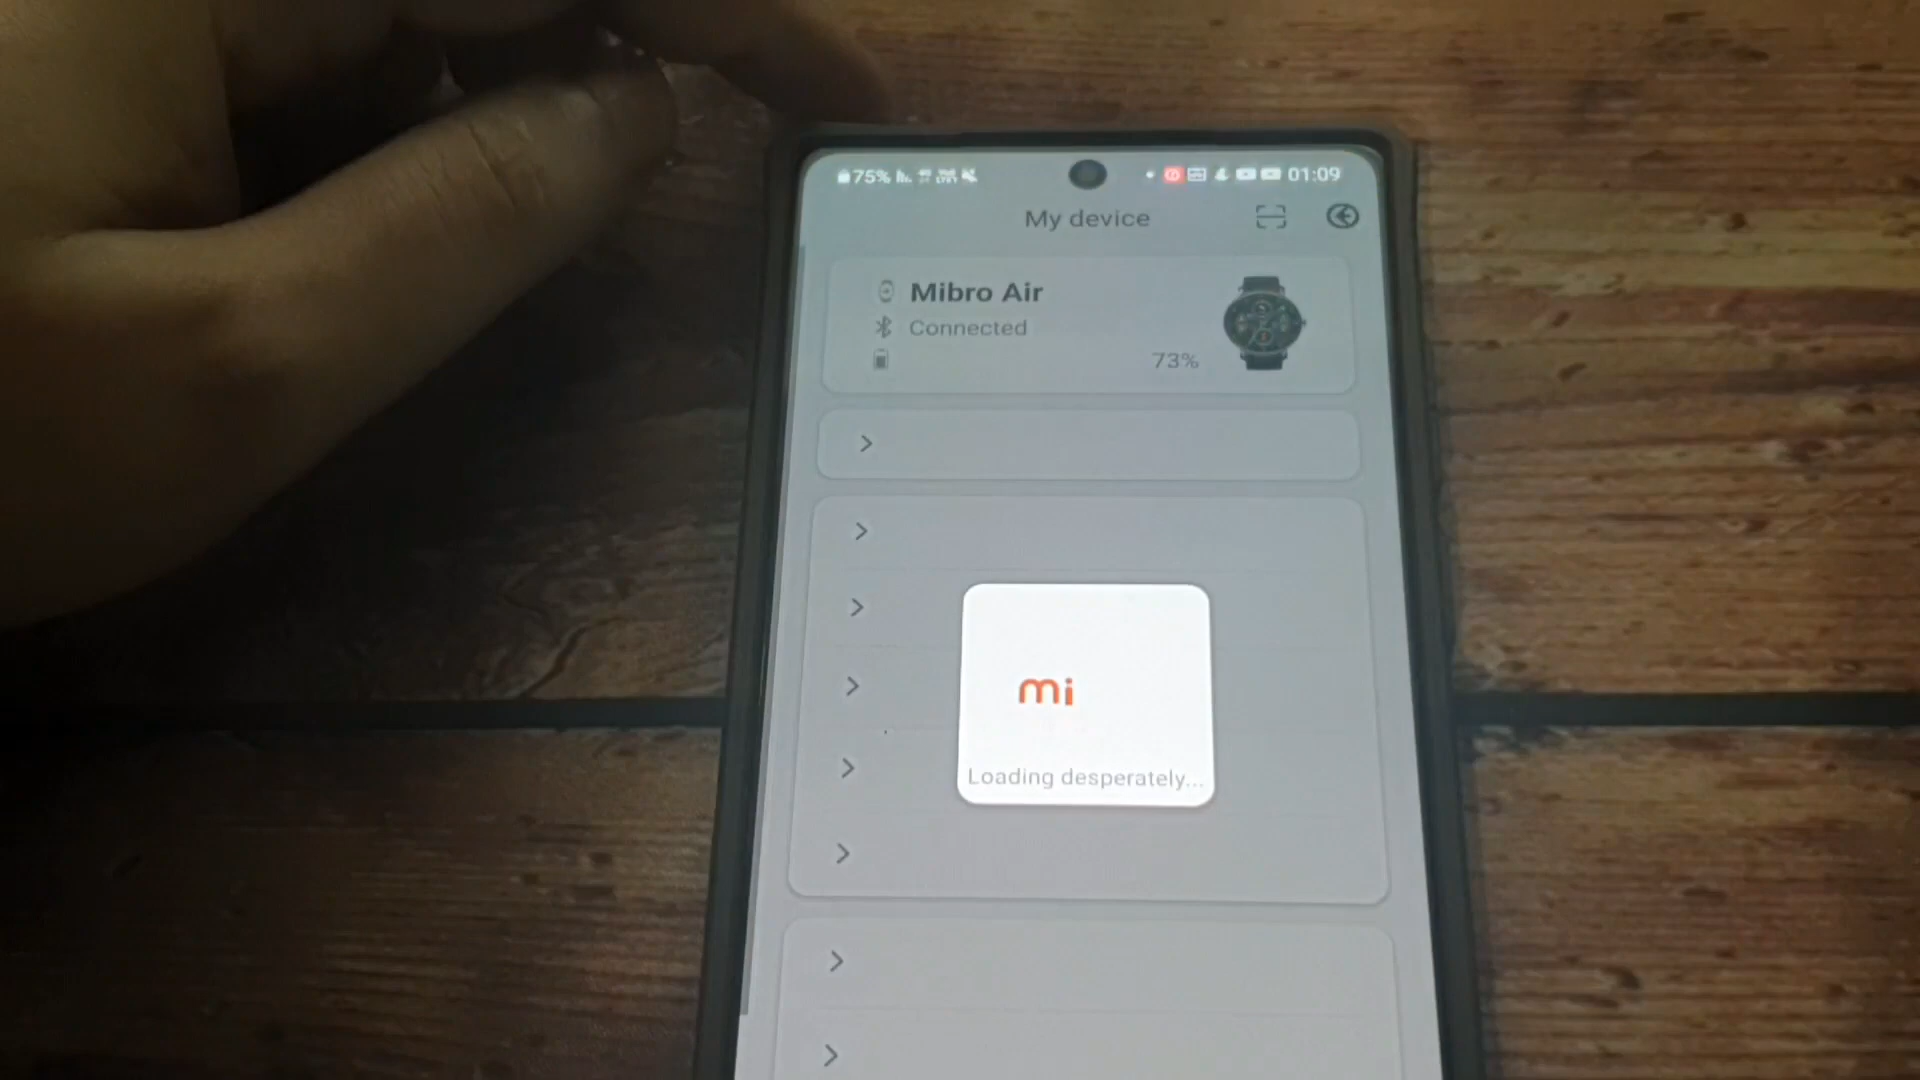 75% 01:09
My device
Mibro Air
Connected
73%
mi
Loading desperately...